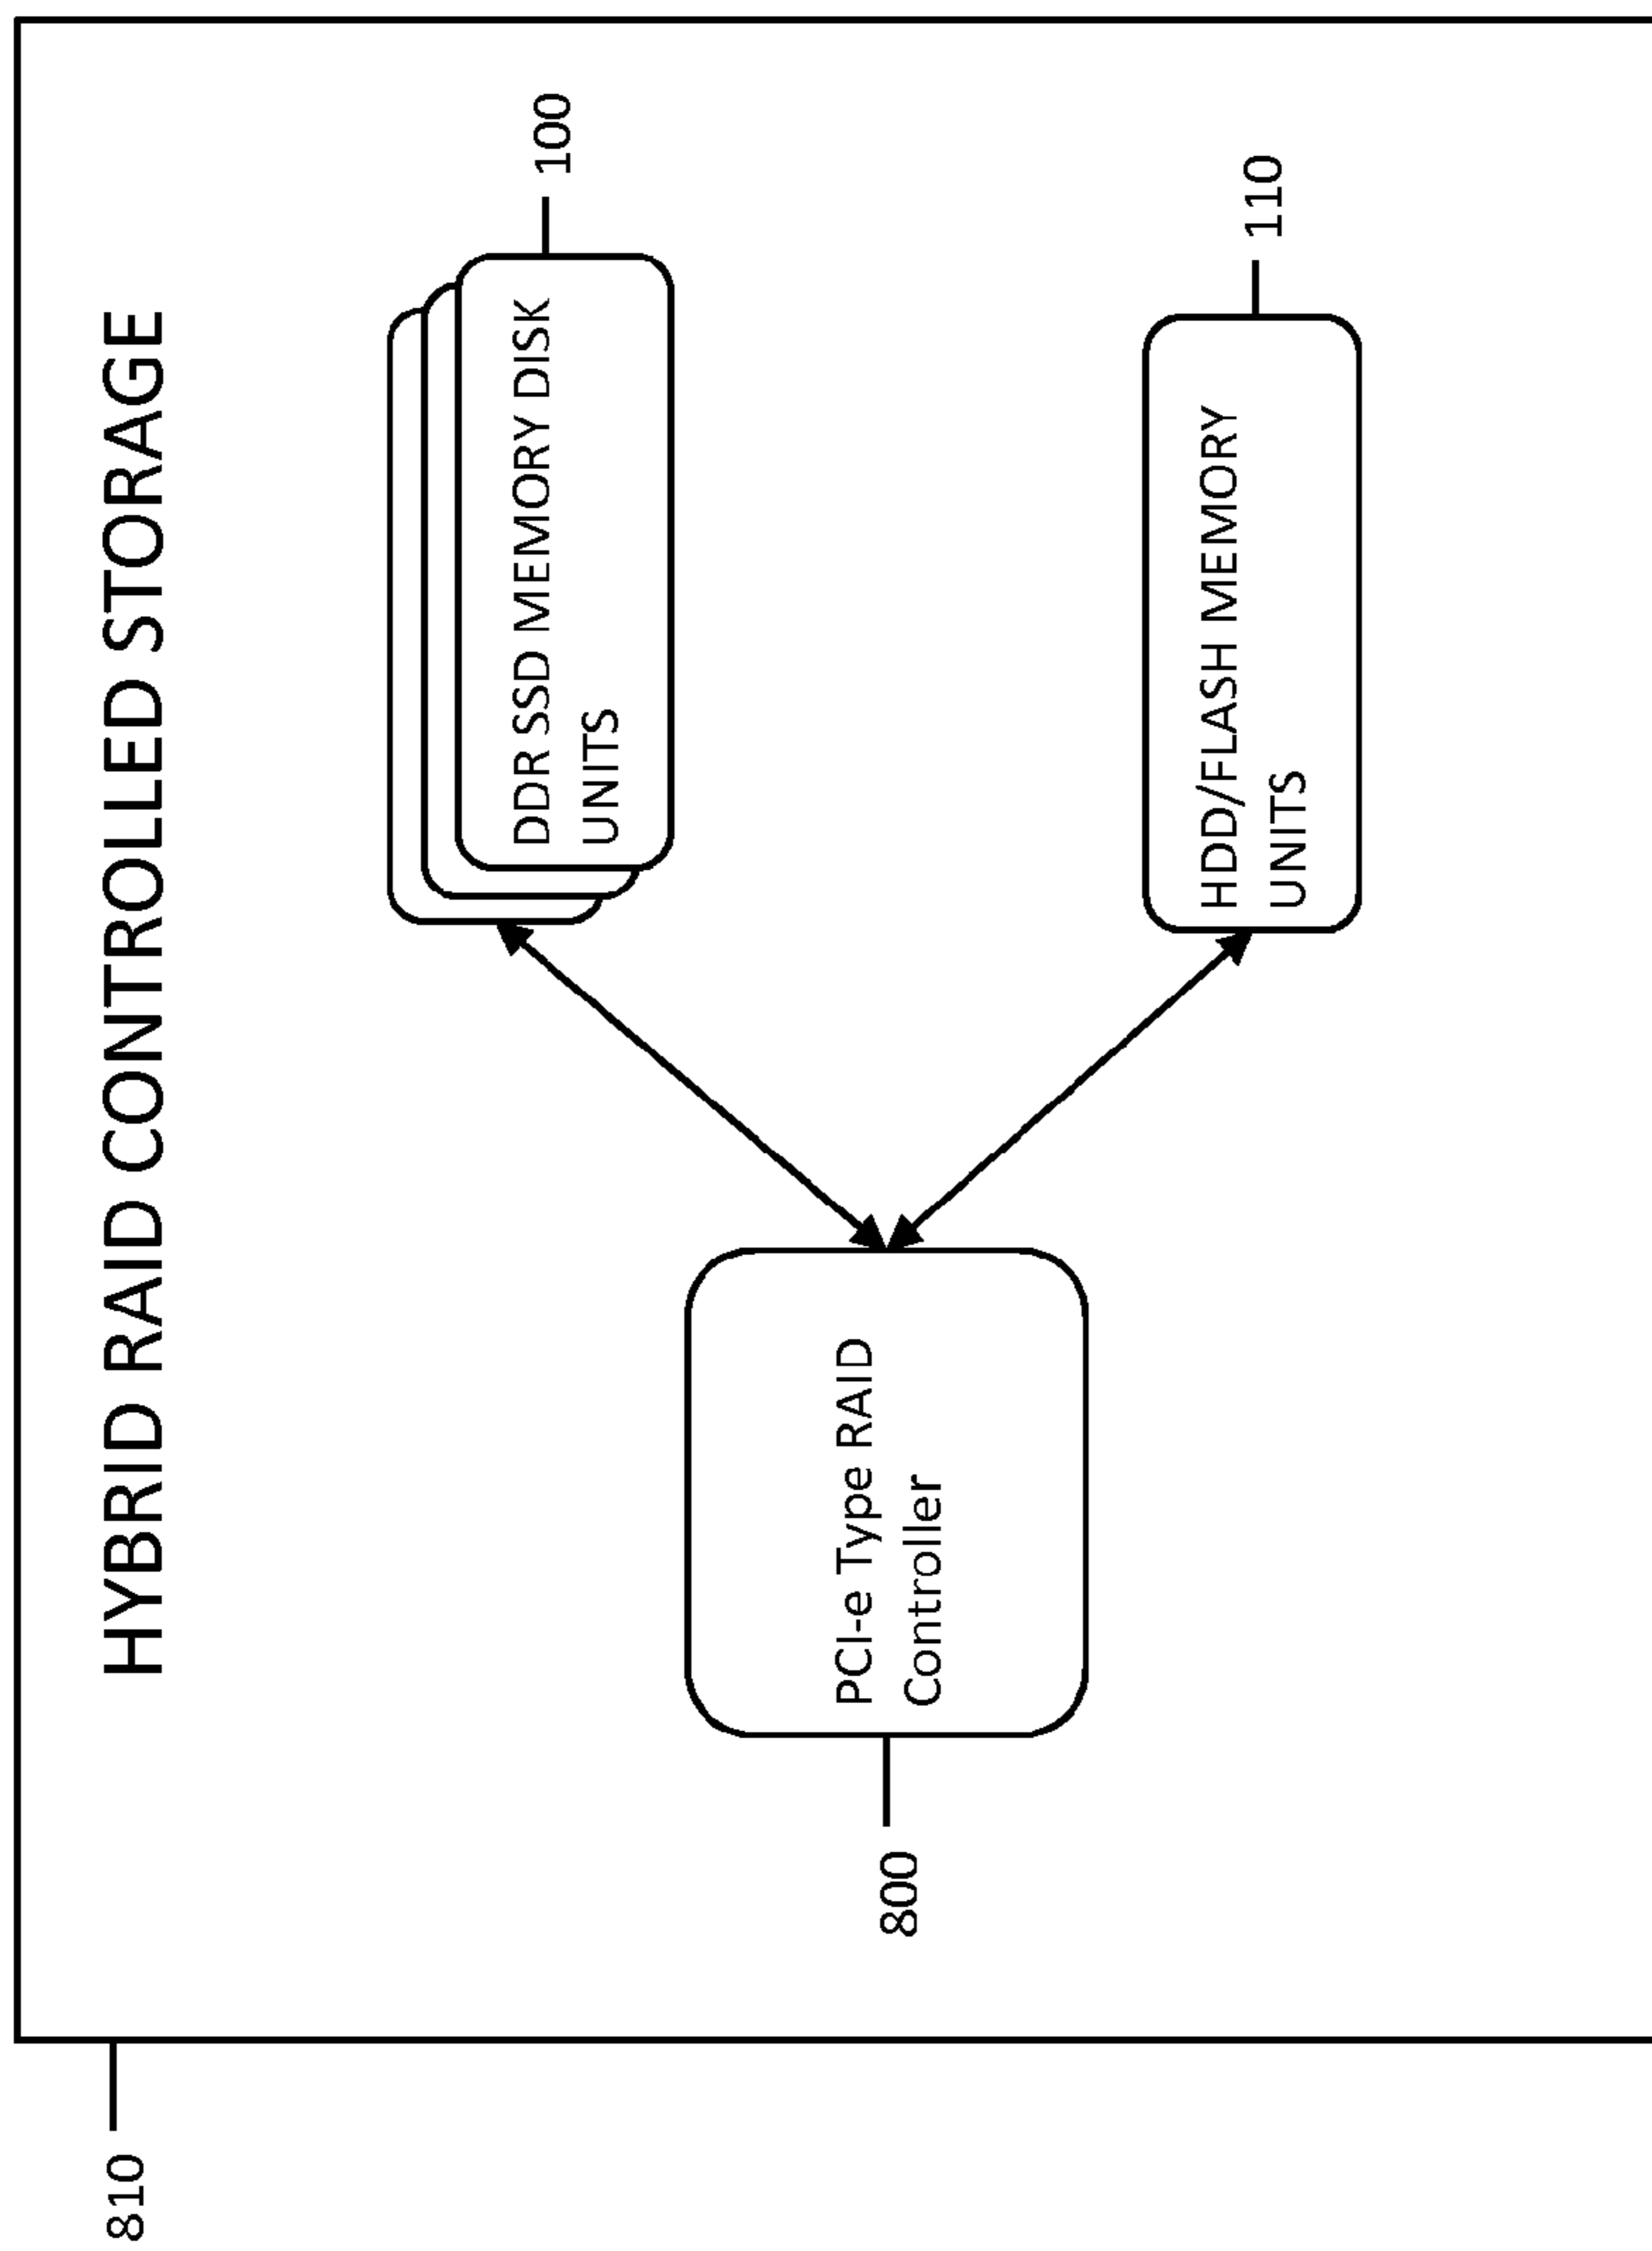 HYBRID RAID CONTROLLED STORAGE
810
DDR SSD MEMORY DISK
UNITS
100
PCI-e Type RAID
Controller
800
HDD/FLASH MEMORY
UNITS
110